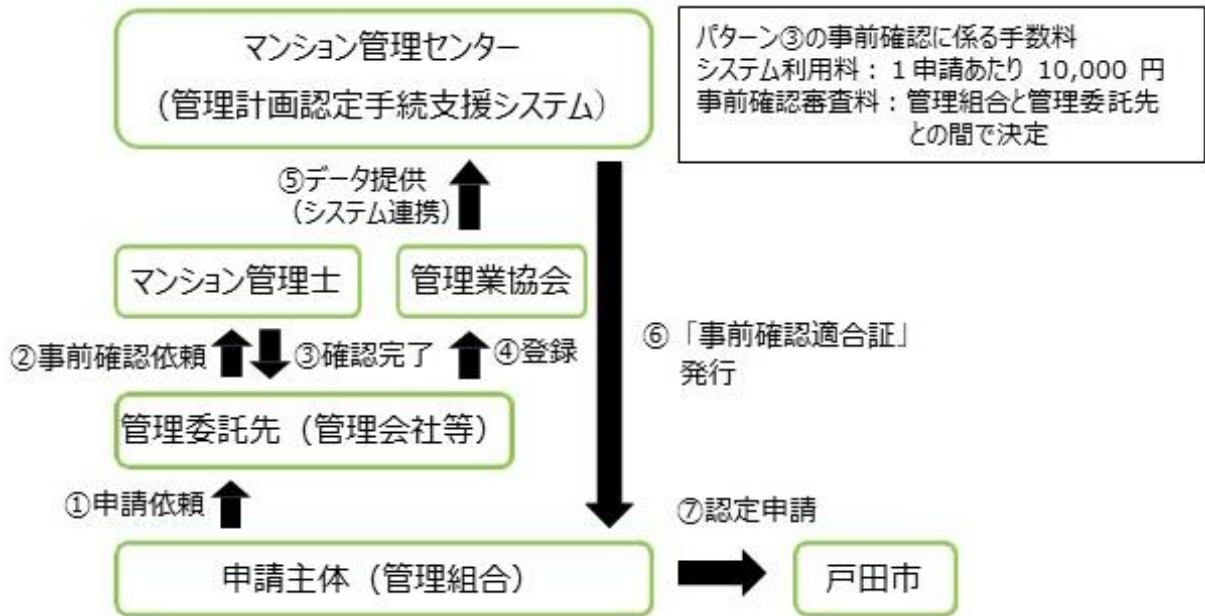 マンション管理センター
（管理計画認定手続支援システム）
パターン③の事前確認に係る手数料
システム利用料：１申請あたり 10,000 円
事前確認審査料：管理組合と管理委託先
との間で決定
⑤データ提供
（システム連携）
マンション管理士
管理業協会
②事前確認依頼
③確認完了
④登録
⑥「事前確認適合証」
発行
管理委託先（管理会社等）
①申請依頼
⑦認定申請
申請主体（管理組合）
戸田市